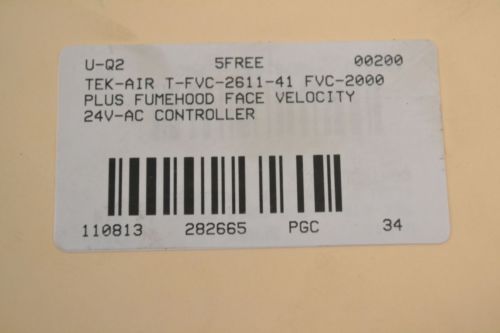 U-Q2 5FREE 00200
TEK-AIR T-FVC-2611-41 FVC-2000
PLUS FUMEHOOD FACE VELOCITY
24V-AC CONTROLLER
110813 282665 PGC 34